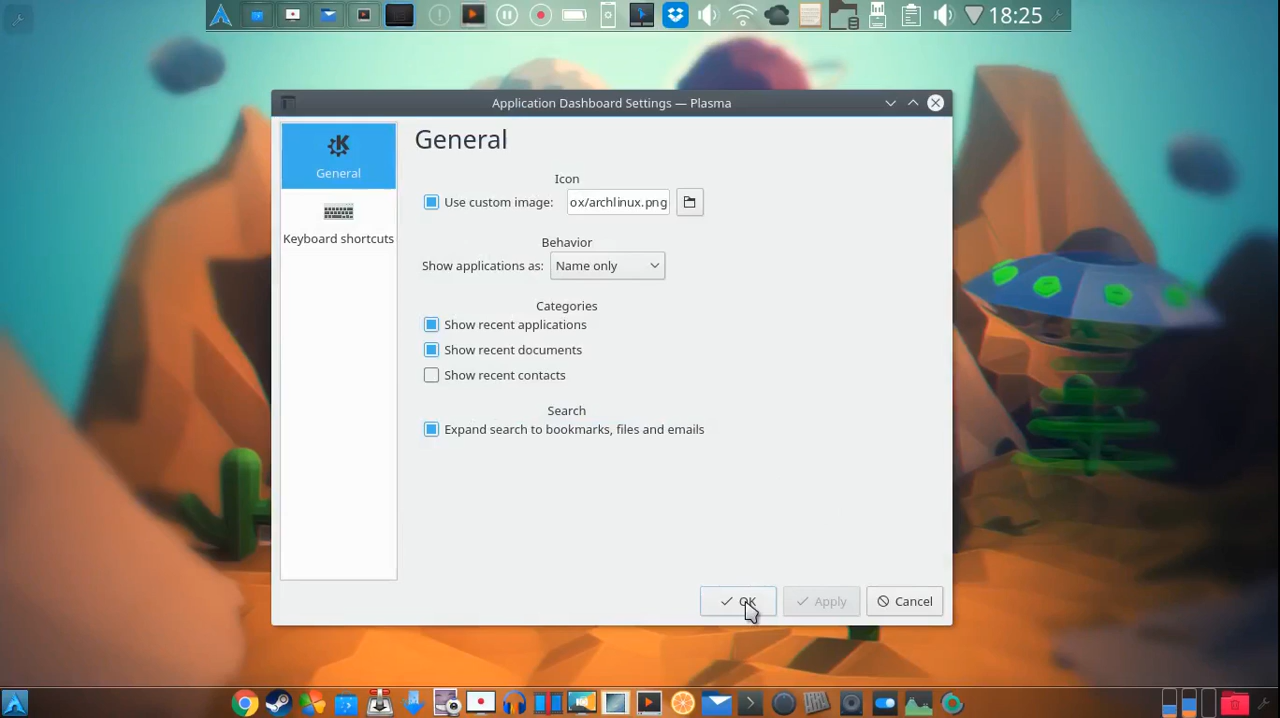 18:25
Application Dashboard Settings — Plasma
General
General
Keyboard shortcuts
Icon
Use custom image: ox/archlinux.png
Behavior
Show applications as: Name only
Categories
Show recent applications
Show recent documents
Show recent contacts
Search
Expand search to bookmarks, files and emails
OK Apply Cancel